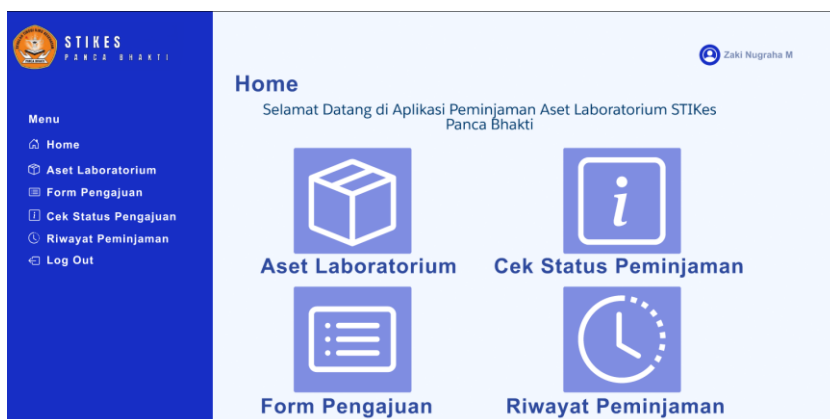 STIKES
PANCA BHAKTI
Zaki Nugraha M
Home
Selamat Datang di Aplikasi Peminjaman Aset Laboratorium STIKes
Panca Bhakti
Menu
Home
Aset Laboratorium
Form Pengajuan
Cek Status Pengajuan
Riwayat Peminjaman
Log Out
Aset Laboratorium
Cek Status Peminjaman
Form Pengajuan
Riwayat Peminjaman